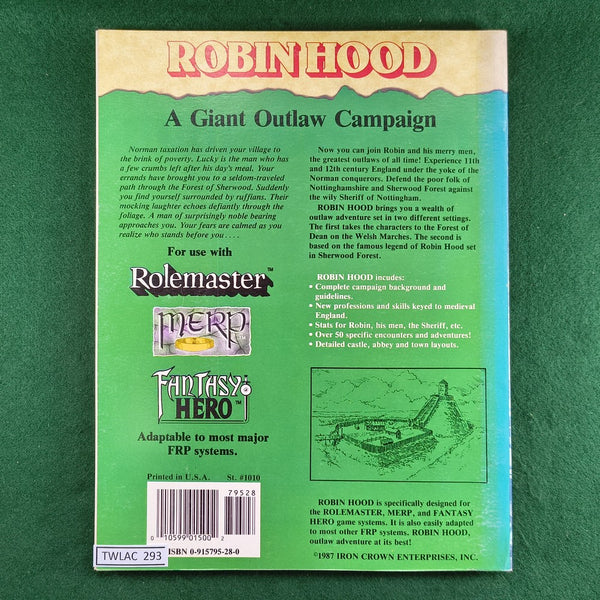 ROBIN HOOD
A Giant Outlaw Campaign
Norman taxation has driven your village to
the brink of poverty. Lucky is the man who has
a few crumbs left after his day's meal. Your
errands have brought you to a seldom-traveled
path through the Forest of Sherwood. Suddenly
you find yourself surrounded by ruffians. Their
mocking laughter echoes defiantly through the
foliage. A man of surprisingly noble bearing
approaches you. Your fears are calmed as you
realize who stands before you . . . .
For use with
Rolemaster™
MERP
FANTASY
HERO™
Adaptable to most major
FRP systems.
Printed in U.S.A. St. #1010
79528
0 10599 01500 2
ISBN 0-915795-28-0
TWLAC 293
Now you can join Robin and his merry men,
the greatest outlaws of all time! Experience 11th
and 12th century England under the yoke of the
Norman conquerors. Defend the poor folk of
Nottinghamshire and Sherwood Forest against
the wily Sheriff of Nottingham.
ROBIN HOOD brings you a wealth of
outlaw adventure set in two different settings.
The first takes the characters to the Forest of
Dean on the Welsh Marches. The second is
based on the famous legend of Robin Hood set
in Sherwood Forest.
ROBIN HOOD includes:
• Complete campaign background and
guidelines.
• New professions and skills keyed to medieval
England.
• Stats for Robin, his men, the Sheriff, etc.
• Over 50 specific encounters and adventures!
• Detailed castle, abbey and town layouts.
ROBIN HOOD is specifically designed for
the ROLEMASTER, MERP, and FANTASY
HERO game systems. It is also easily adapted
to most other FRP systems. ROBIN HOOD,
outlaw adventure at its best!
©1987 IRON CROWN ENTERPRISES, INC.